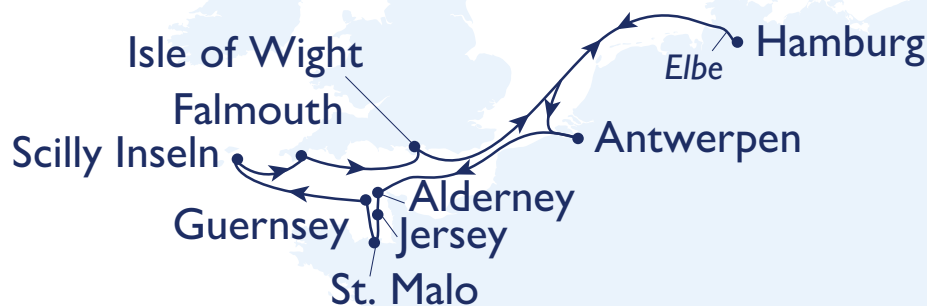 Isle of Wight
Hamburg
Elbe
Falmouth
Antwerpen
Scilly Inseln
Alderney
Guernsey
Jersey
St. Malo